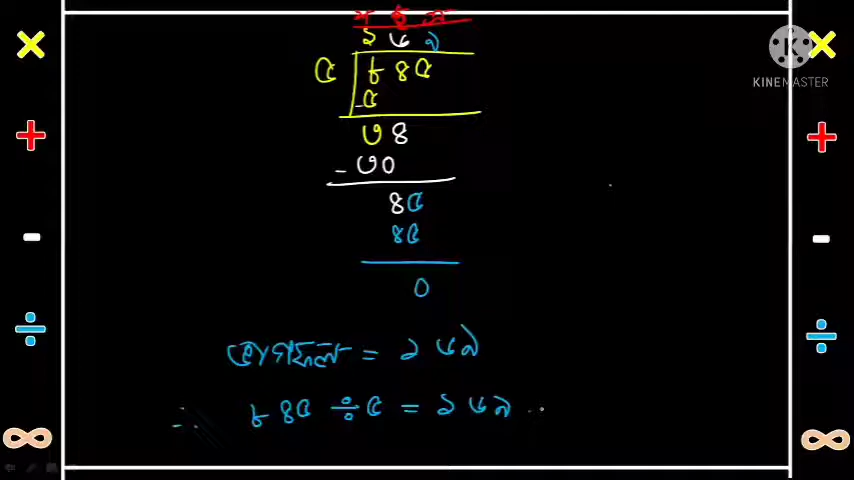 ১৬৯
৫ ৮৪৫
-৫
৩৪
-৩০
৪৫
৪৫
০
ভাগফল = ১৬৯
∴ ৮৪৫ ÷ ৫ = ১৬৯
KINEMASTER